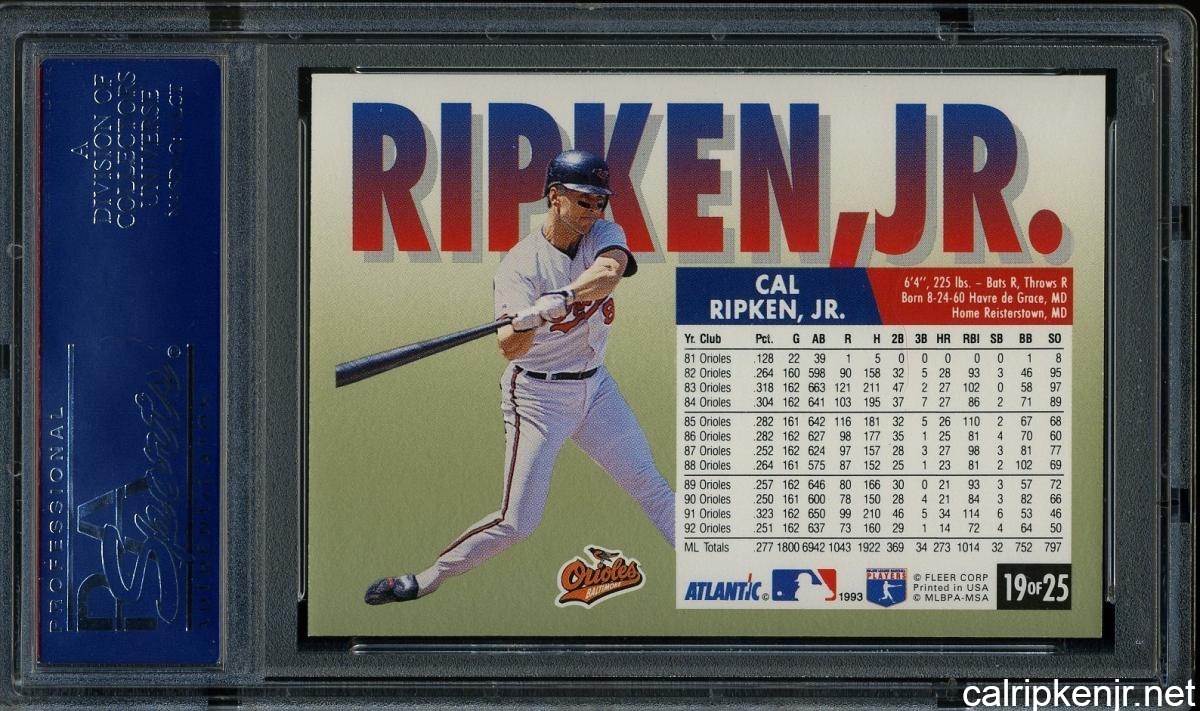 A
DIVISION OF
COLLECTORS
UNIVERSE
PROFESSIONAL
PSA
Sports
RIPKEN, JR.
CAL
RIPKEN, JR.
6'4", 225 lbs. – Bats R, Throws R
Born 8-24-60 Havre de Grace, MD
Home Reisterstown, MD
Yr. Club Pct. G AB R H 2B 3B HR RBI SB BB SO
81 Orioles .128 22 39 1 5 0 0 0 0 0 1 8
82 Orioles .264 160 598 90 158 32 5 28 93 3 46 95
83 Orioles .318 162 663 121 211 47 2 27 102 0 58 97
84 Orioles .304 162 641 103 195 37 7 27 86 2 71 89
85 Orioles .282 161 642 116 181 32 5 26 110 2 67 68
86 Orioles .282 162 627 98 177 35 1 25 81 4 70 60
87 Orioles .252 162 624 97 157 28 3 27 98 3 81 77
88 Orioles .264 161 575 87 152 25 1 23 81 2 102 69
89 Orioles .257 162 646 80 166 30 0 21 93 3 57 72
90 Orioles .250 161 600 78 150 28 4 21 84 3 82 66
91 Orioles .323 162 650 99 210 46 5 34 114 6 53 46
92 Orioles .251 162 637 73 160 29 1 14 72 4 64 50
ML Totals .277 1800 6942 1043 1922 369 34 273 1014 32 752 797
Orioles
BALTIMORE
ATLANTIC ©
1993
PLAYERS
© FLEER CORP
Printed in USA
© MLBPA-MSA
19 OF 25
calripkenjr.net